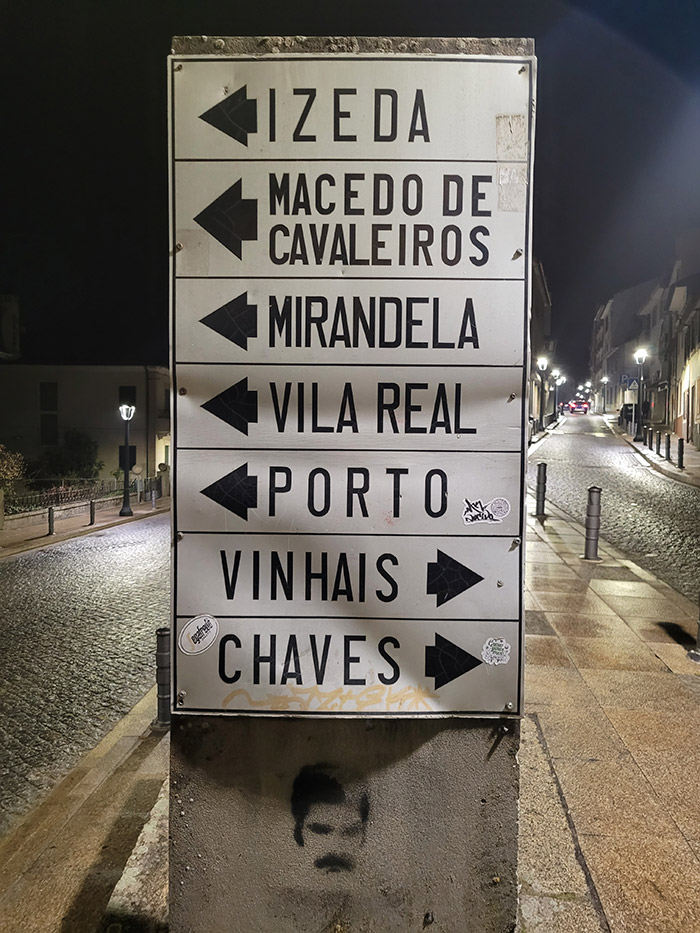 IZEDA
MACEDO DE
CAVALEIROS
MIRANDELA
VILA REAL
PORTO
VINHAIS
CHAVES